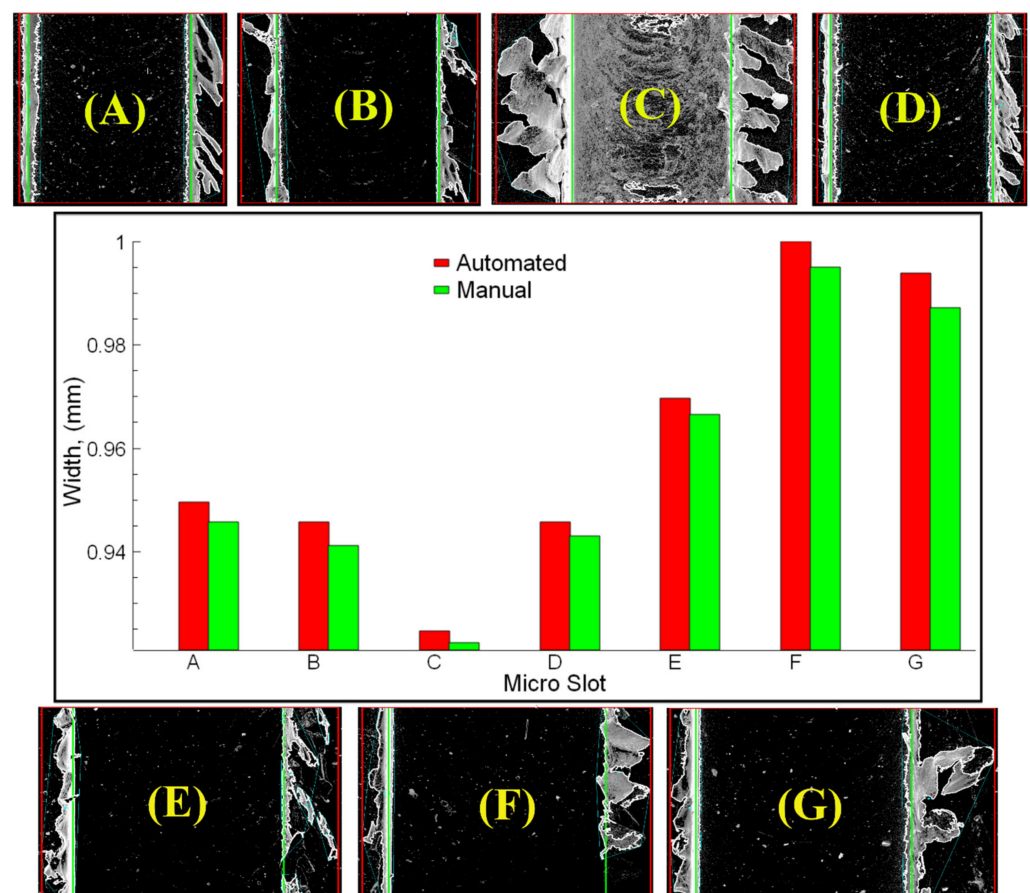 (A) (B) (C) (D)
1
Automated
Manual
0.98
0.96
0.94
Width, (mm)
A B C D E F G
Micro Slot
(E) (F) (G)